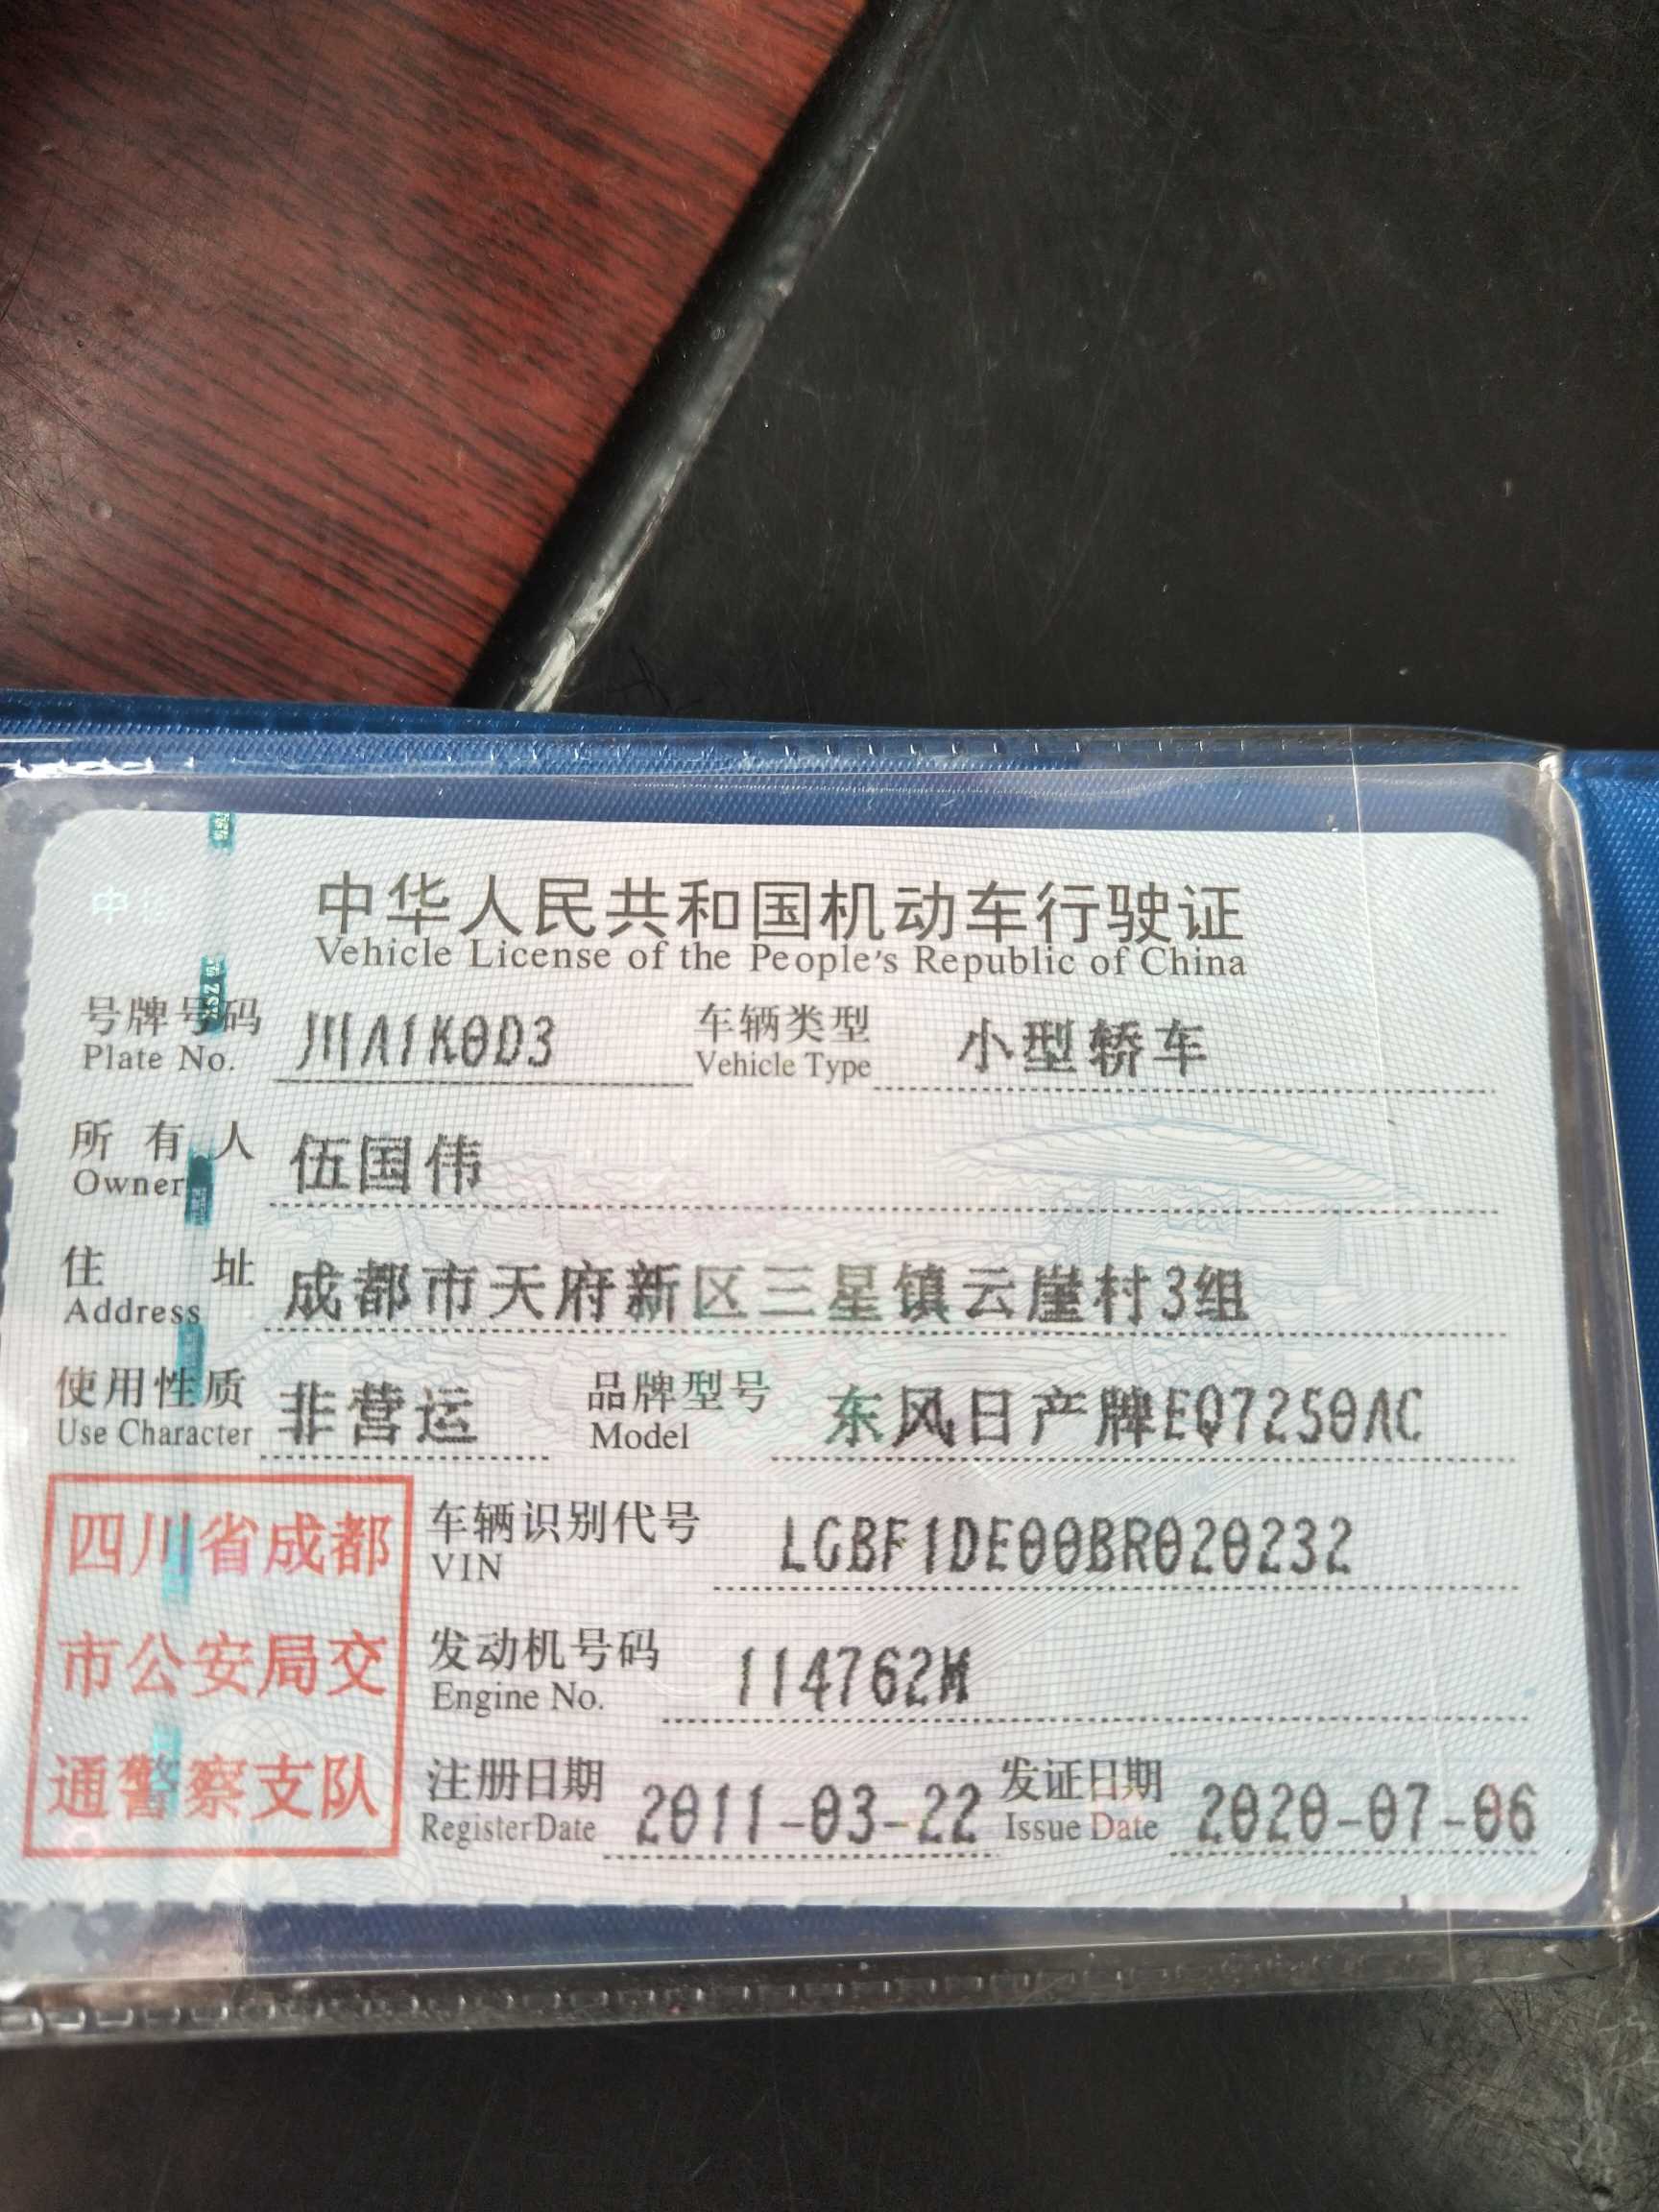 中华人民共和国机动车行驶证
Vehicle License of the People's Republic of China
号牌号码 川A1K0D3 车辆类型 小型轿车
Plate No. Vehicle Type
所有人 伍国伟
Owner
住址 成都市天府新区三星镇云崖村3组
Address
使用性质 非营运 品牌型号 东风日产牌EQ7250AC
Use Character Model
四川省成都
市公安局交
通警察支队
车辆识别代号 LGBF1DE00BR020232
VIN
发动机号码 114762M
Engine No.
注册日期 2011-03-22 发证日期 2020-07-06
Register Date Issue Date